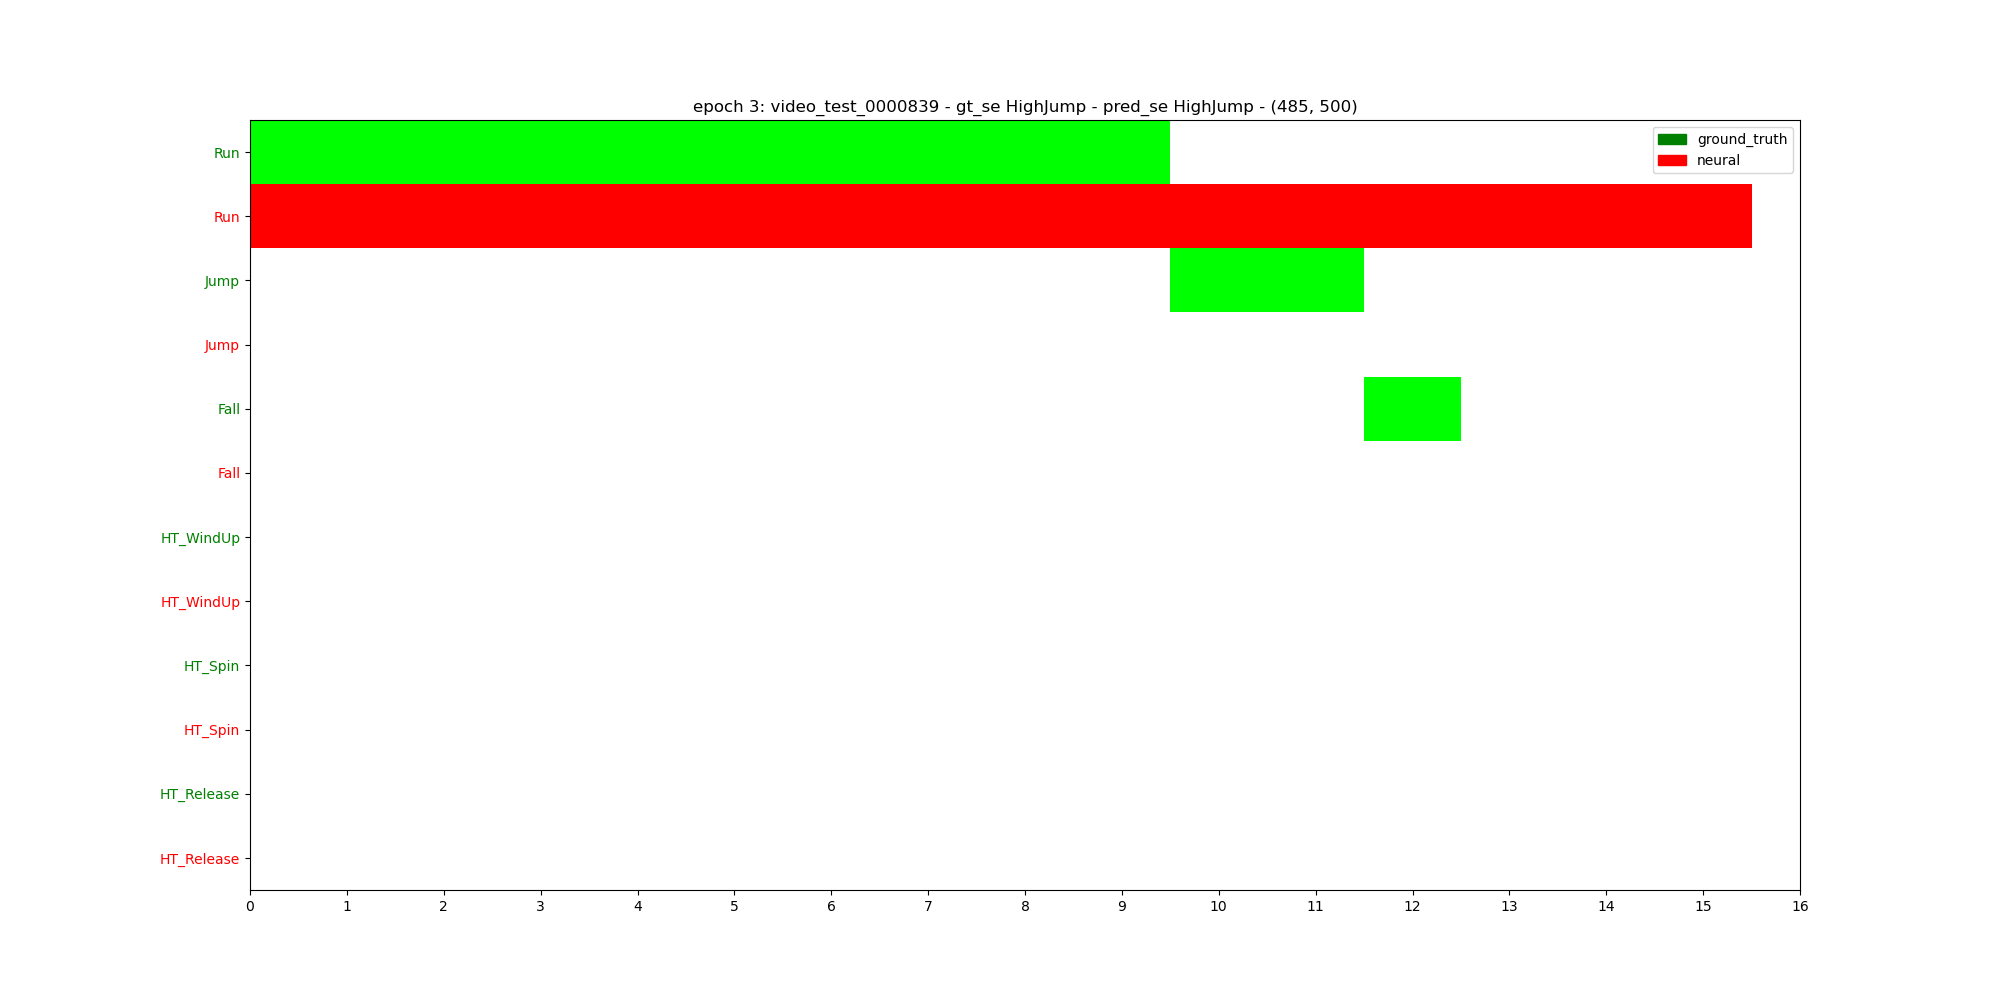 epoch 3: video_test_0000839 - gt_se HighJump - pred_se HighJump - (485, 500)
ground_truth
neural
Run
Run
Jump
Jump
Fall
Fall
HT_WindUp
HT_WindUp
HT_Spin
HT_Spin
HT_Release
HT_Release
0 1 2 3 4 5 6 7 8 9 10 11 12 13 14 15 16